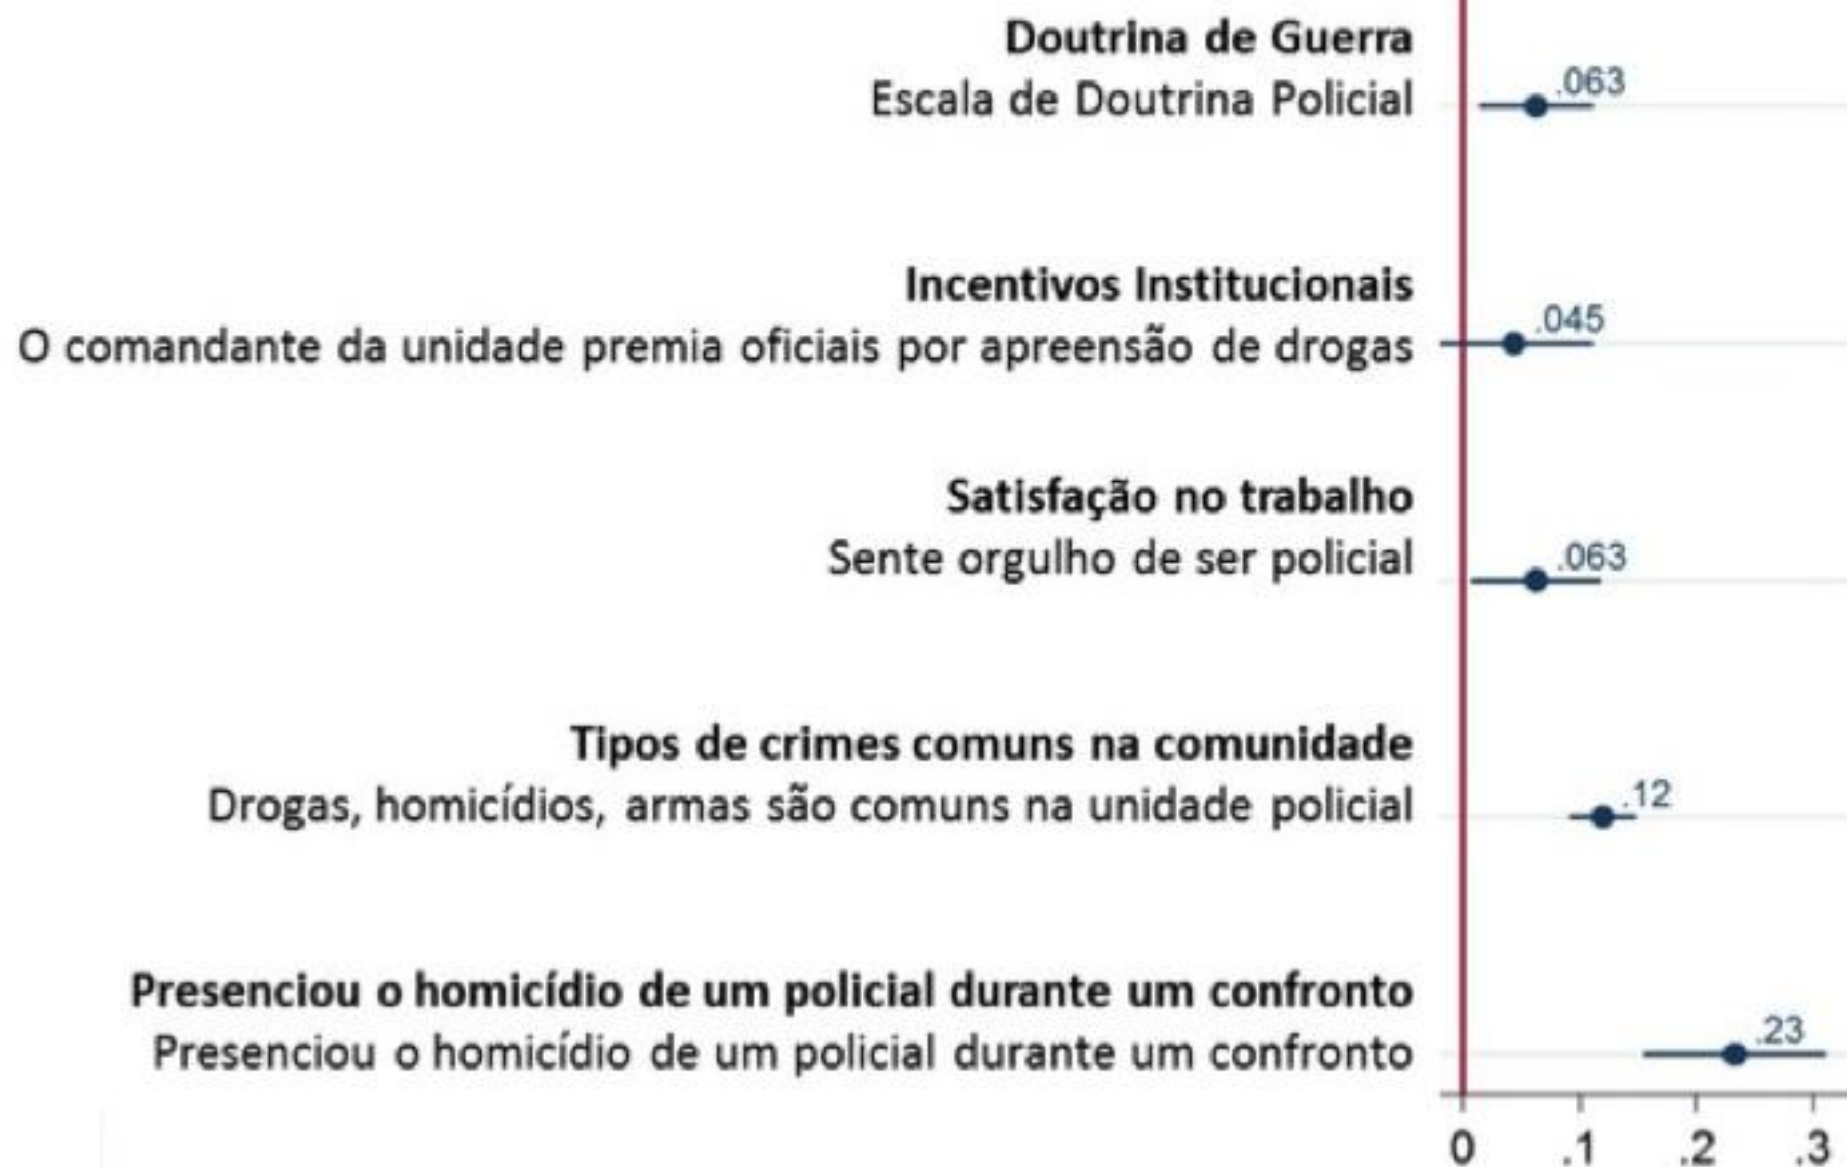 Doutrina de Guerra
Escala de Doutrina Policial
.063
Incentivos Institucionais
O comandante da unidade premia oficiais por apreensão de drogas
.045
Satisfação no trabalho
Sente orgulho de ser policial
.063
Tipos de crimes comuns na comunidade
Drogas, homicídios, armas são comuns na unidade policial
.12
Presenciou o homicídio de um policial durante um confronto
Presenciou o homicídio de um policial durante um confronto
.23
0 .1 .2 .3